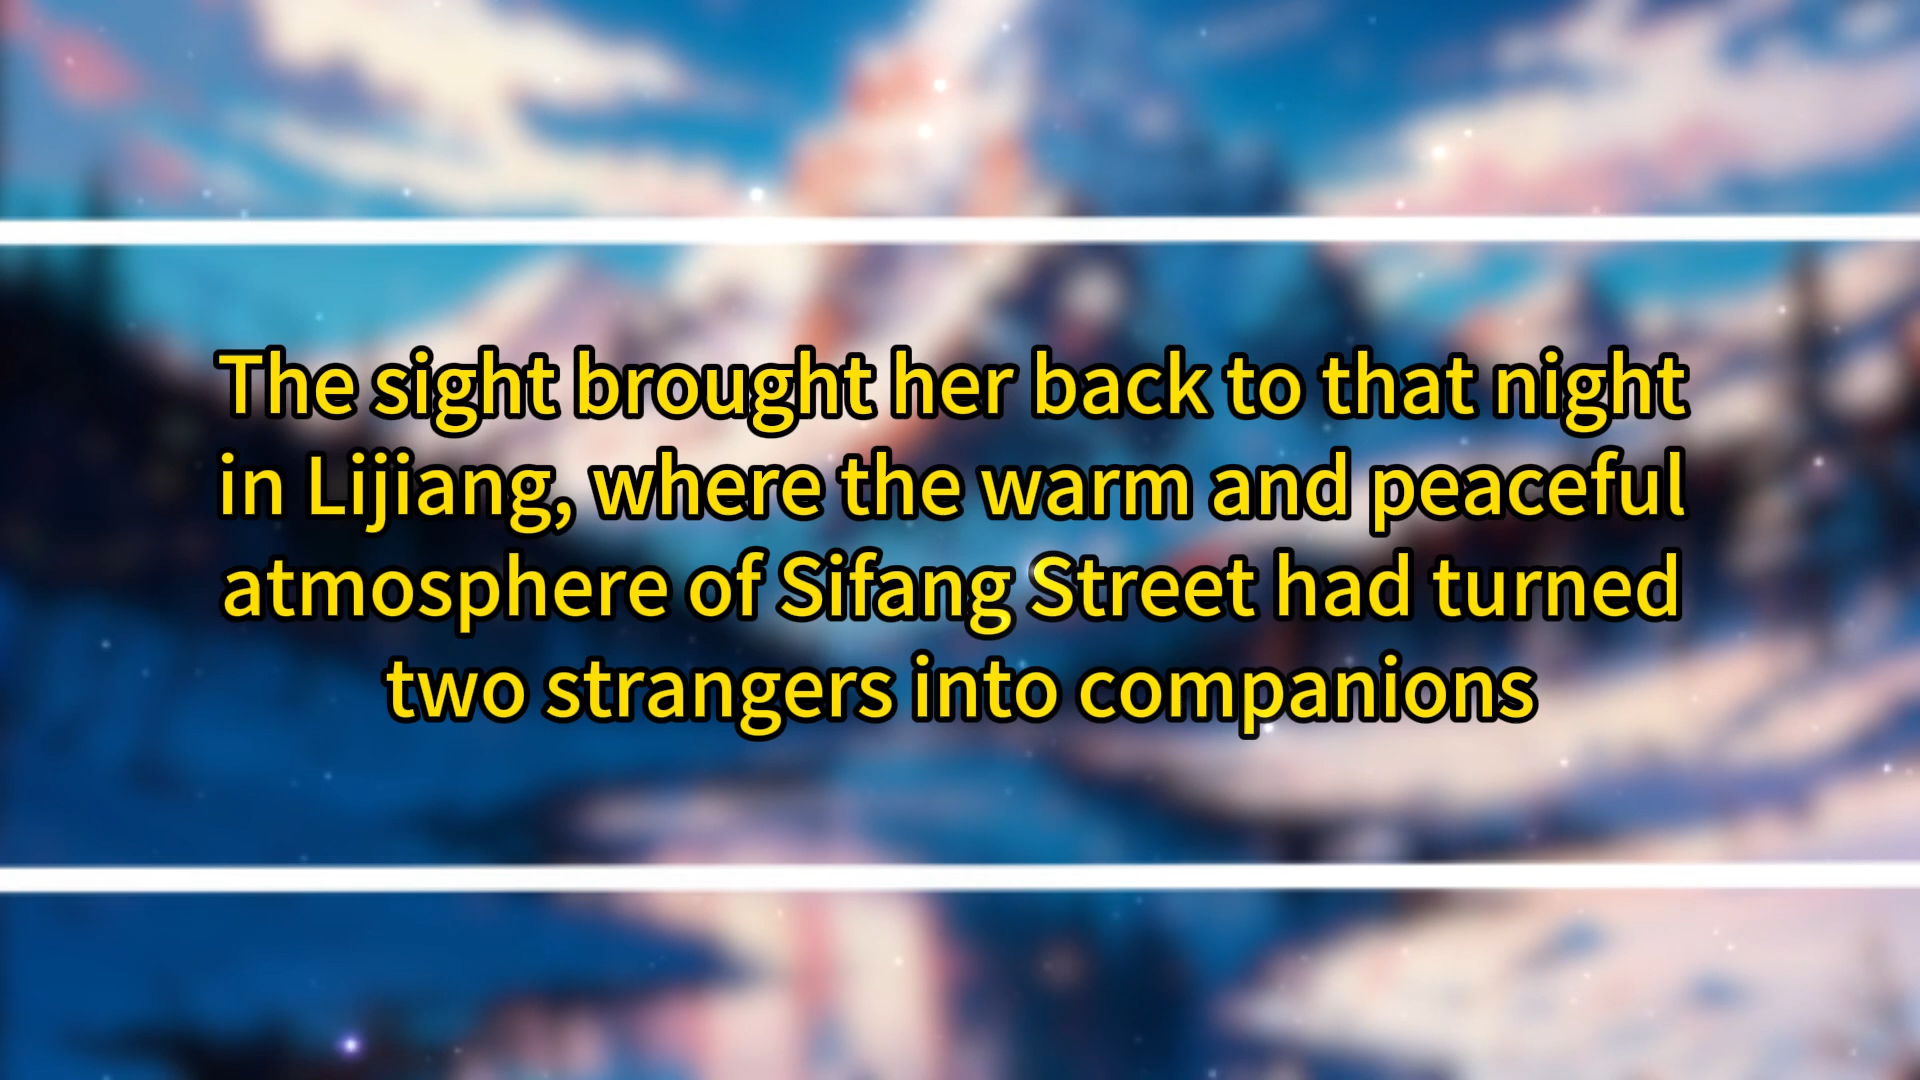 The sight brought her back to that night
in Lijiang, where the warm and peaceful
atmosphere of Sifang Street had turned
two strangers into companions